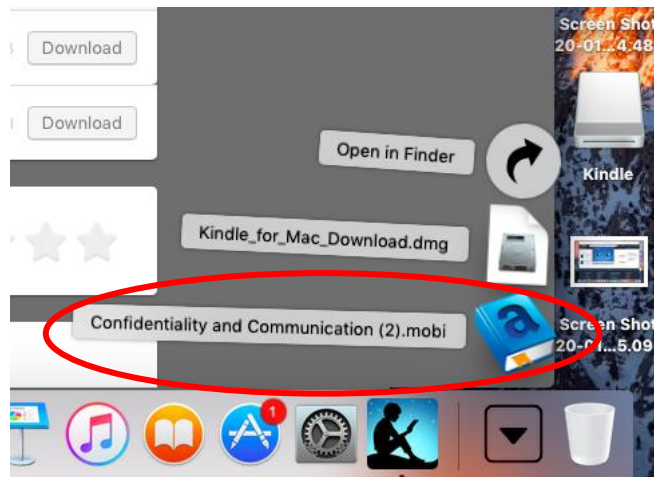 Download
Download
Open in Finder
Kindle_for_Mac_Download.dmg
Confidentiality and Communication (2).mobi
Screen Shot
20-01...4.48
Kindle
Screen Shot
20-01...5.09
1